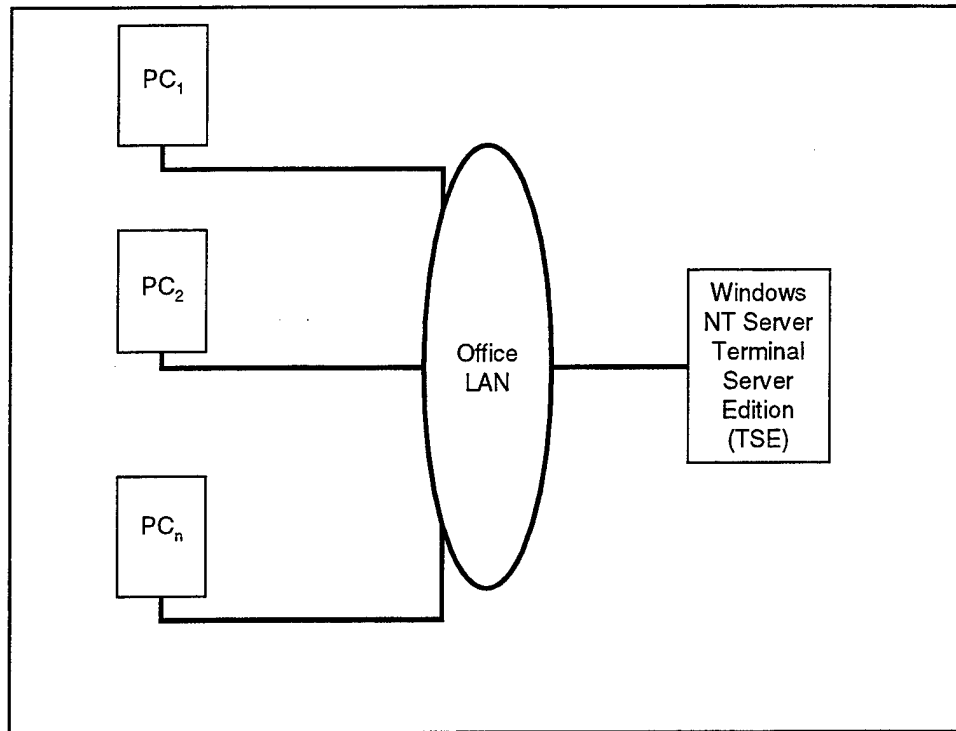 PC₁
PC₂
PCₙ
Office
LAN
Windows
NT Server
Terminal
Server
Edition
(TSE)